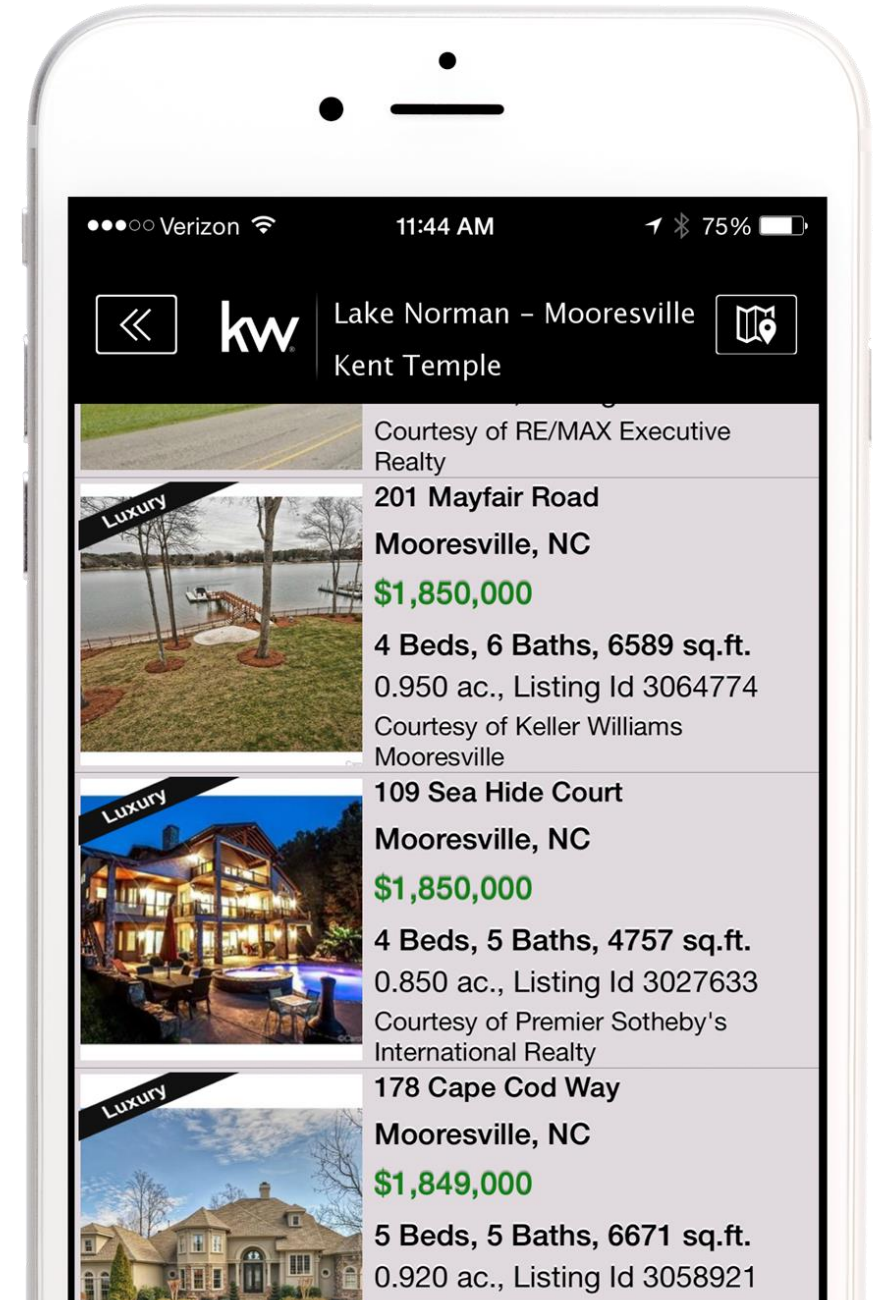 Verizon
11:44 AM
75%
kw
Lake Norman – Mooresville
Kent Temple
Courtesy of RE/MAX Executive
Realty
Luxury
201 Mayfair Road
Mooresville, NC
$1,850,000
4 Beds, 6 Baths, 6589 sq.ft.
0.950 ac., Listing Id 3064774
Courtesy of Keller Williams
Mooresville
Luxury
109 Sea Hide Court
Mooresville, NC
$1,850,000
4 Beds, 5 Baths, 4757 sq.ft.
0.850 ac., Listing Id 3027633
Courtesy of Premier Sotheby's
International Realty
Luxury
178 Cape Cod Way
Mooresville, NC
$1,849,000
5 Beds, 5 Baths, 6671 sq.ft.
0.920 ac., Listing Id 3058921